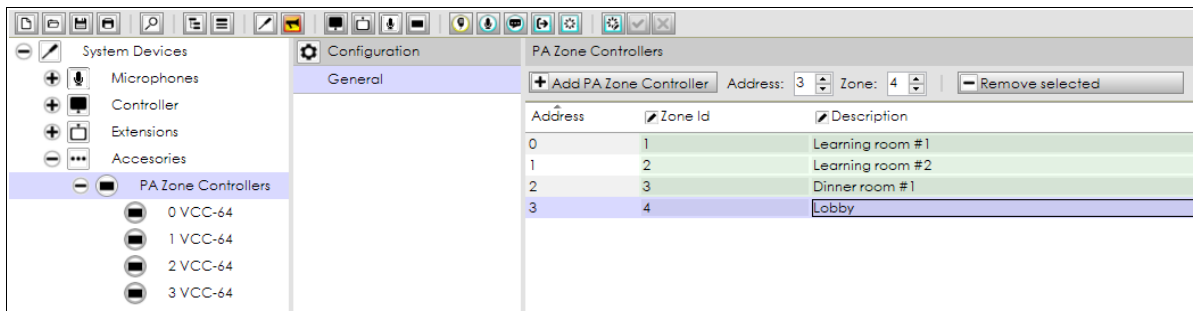 System Devices
Microphones
Controller
Extensions
Accesories
PA Zone Controllers
0 VCC-64
1 VCC-64
2 VCC-64
3 VCC-64
Configuration
General
PA Zone Controllers
Add PA Zone Controller Address: 3 Zone: 4 Remove selected
Address Zone Id Description
0 1 Learning room #1
1 2 Learning room #2
2 3 Dinner room #1
3 4 Lobby